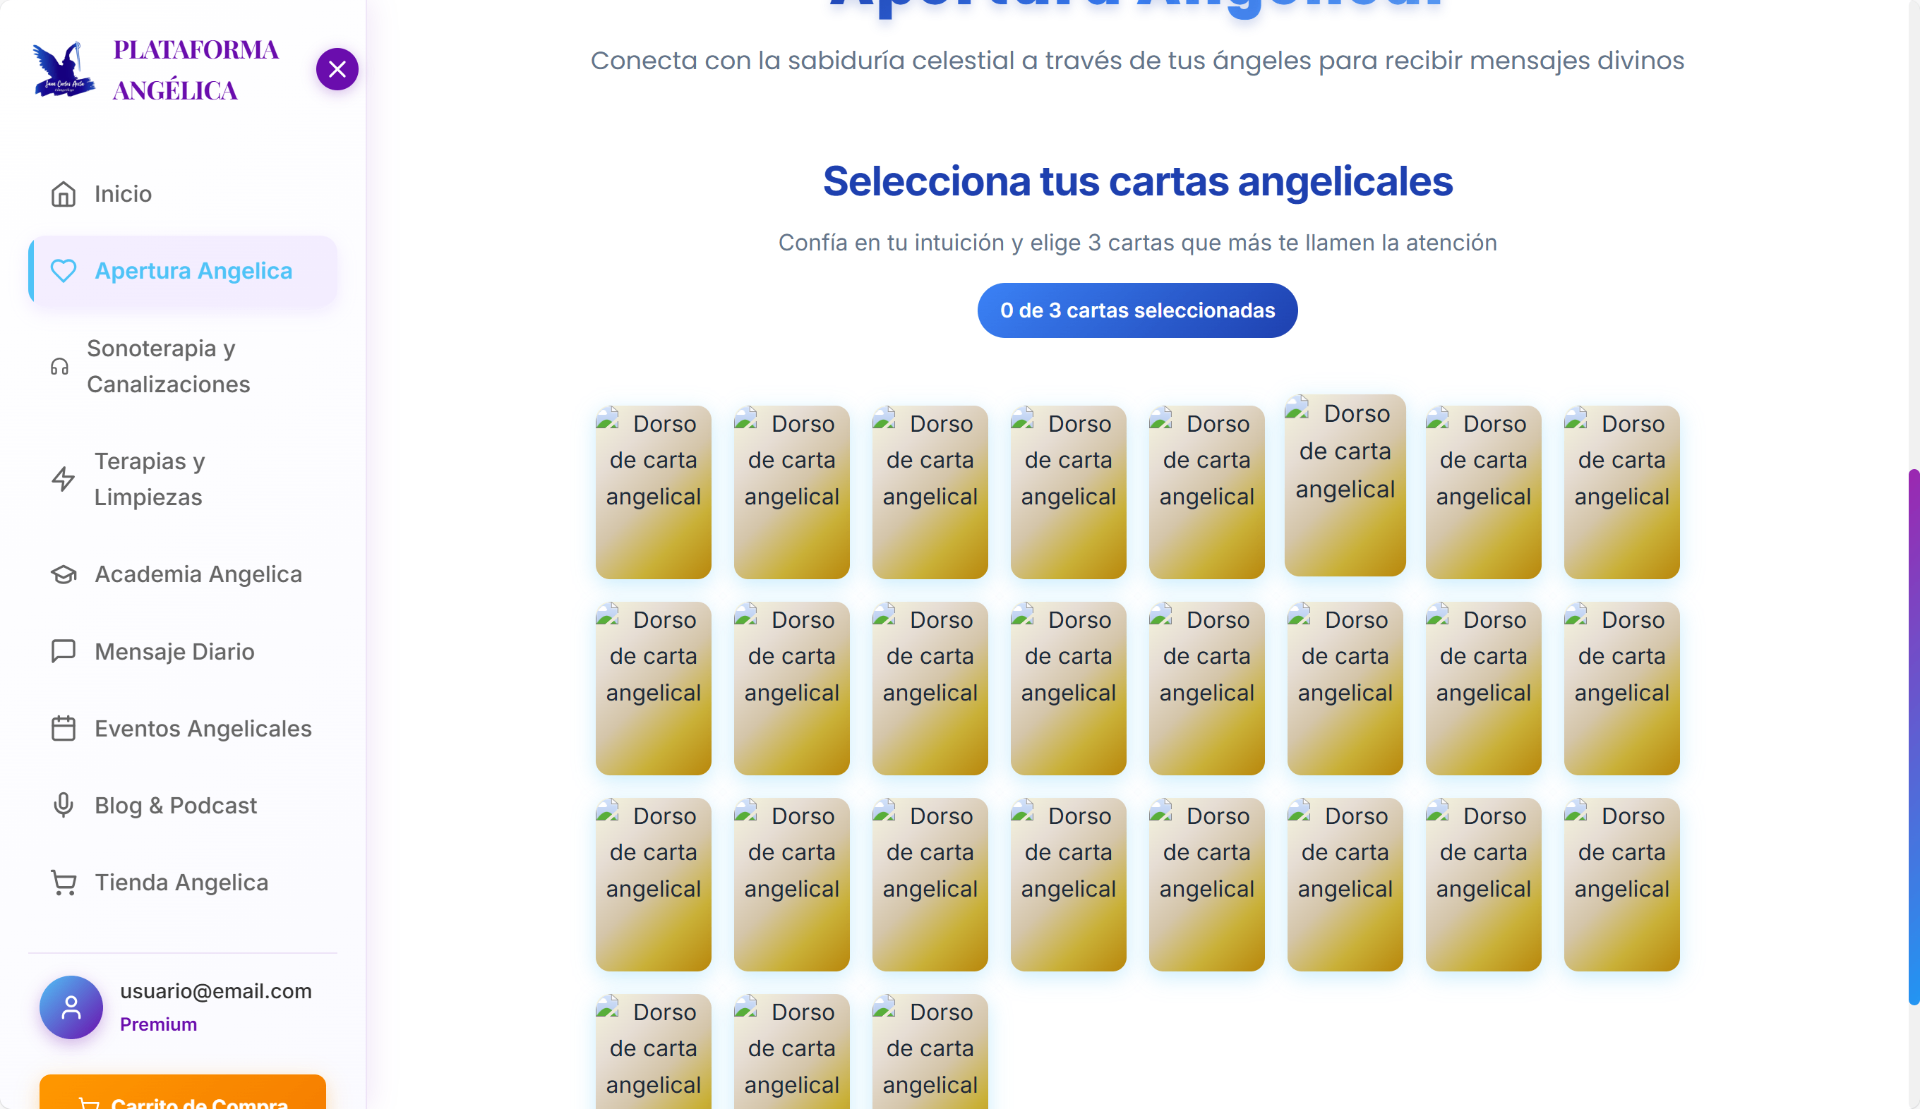 PLATAFORMA
ANGÉLICA
Inicio
Apertura Angelica
Sonoterapia y
Canalizaciones
Terapias y
Limpiezas
Academia Angelica
Mensaje Diario
Eventos Angelicales
Blog & Podcast
Tienda Angelica
usuario@email.com
Premium
Carrito de Compra
Apertura Angelical
Conecta con la sabiduría celestial a través de tus ángeles para recibir mensajes divinos
Selecciona tus cartas angelicales
Confía en tu intuición y elige 3 cartas que más te llamen la atención
0 de 3 cartas seleccionadas
Dorso Dorso Dorso Dorso Dorso Dorso Dorso Dorso
de carta de carta de carta de carta de carta de carta de carta de carta
angelical angelical angelical angelical angelical angelical angelical angelical
Dorso Dorso Dorso Dorso Dorso Dorso Dorso Dorso
de carta de carta de carta de carta de carta de carta de carta de carta
angelical angelical angelical angelical angelical angelical angelical angelical
Dorso Dorso Dorso Dorso Dorso Dorso Dorso Dorso
de carta de carta de carta de carta de carta de carta de carta de carta
angelical angelical angelical angelical angelical angelical angelical angelical
Dorso Dorso Dorso
de carta de carta de carta
angelical angelical angelical